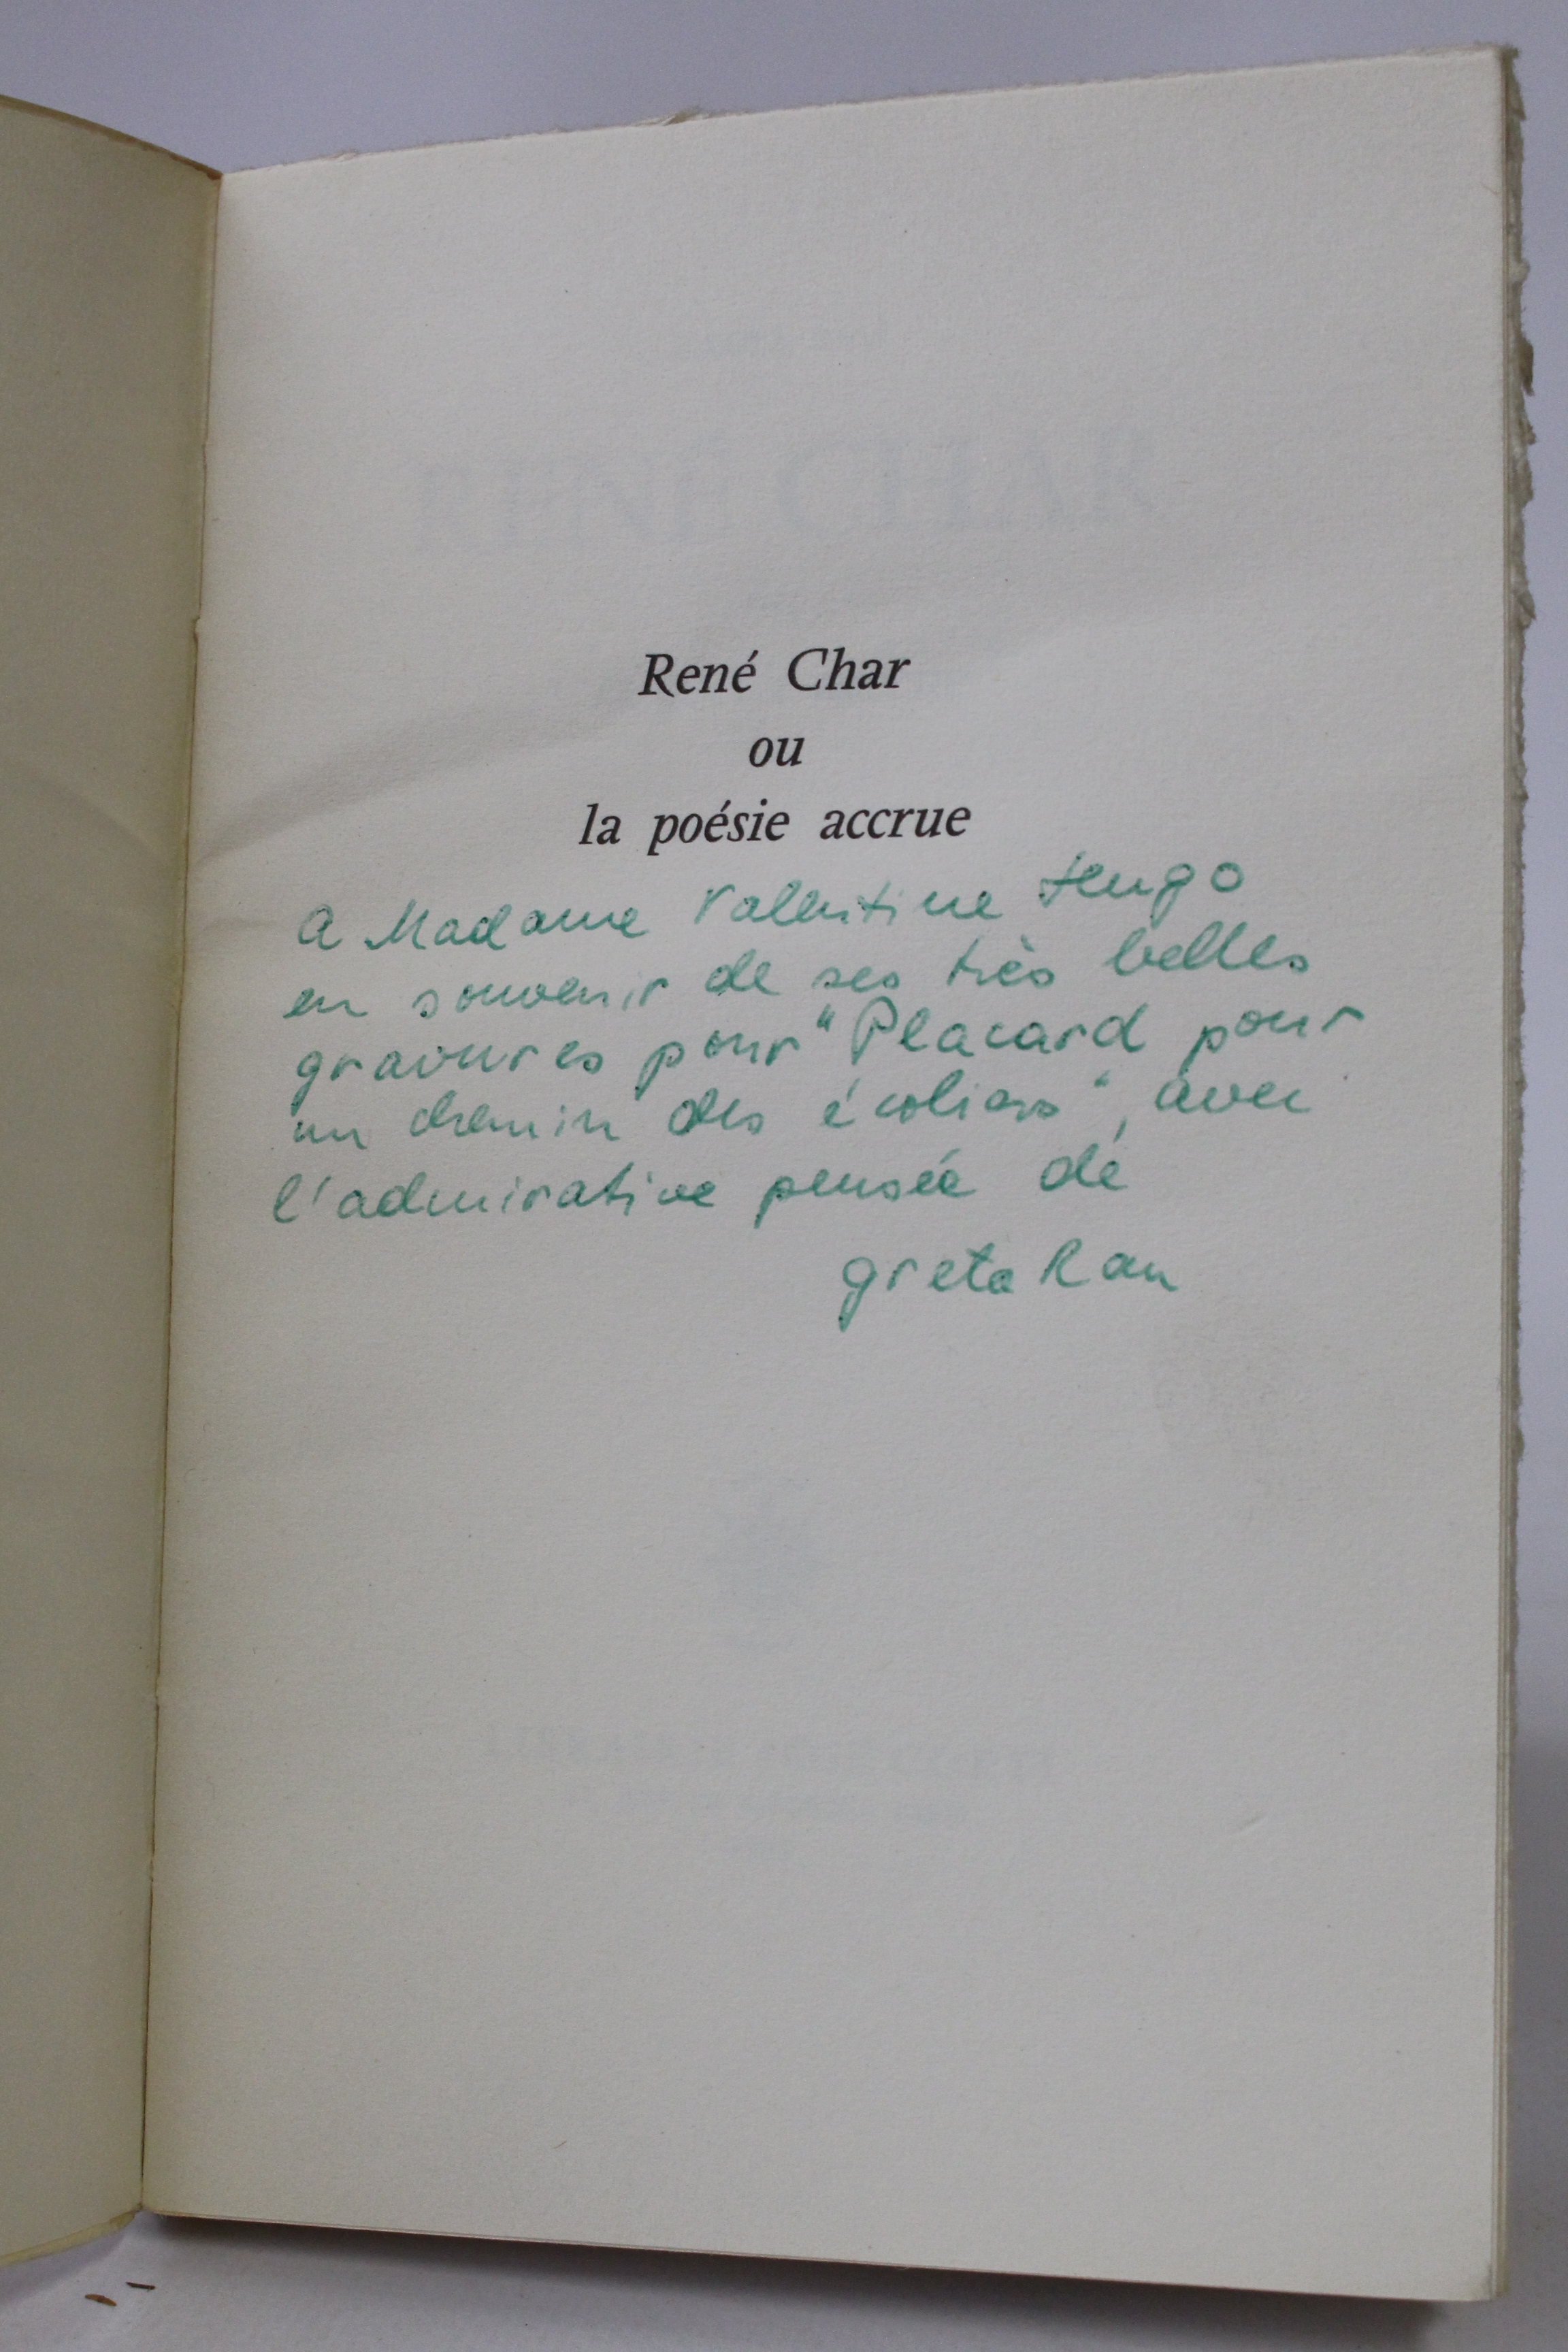 René Char
ou
la poésie accrue
A Madame Valentine Hugo
en souvenir de ses très belles
gravures pour "Placard pour
un chemin des écoliers", avec
l'admirative pensée de
greta Rau